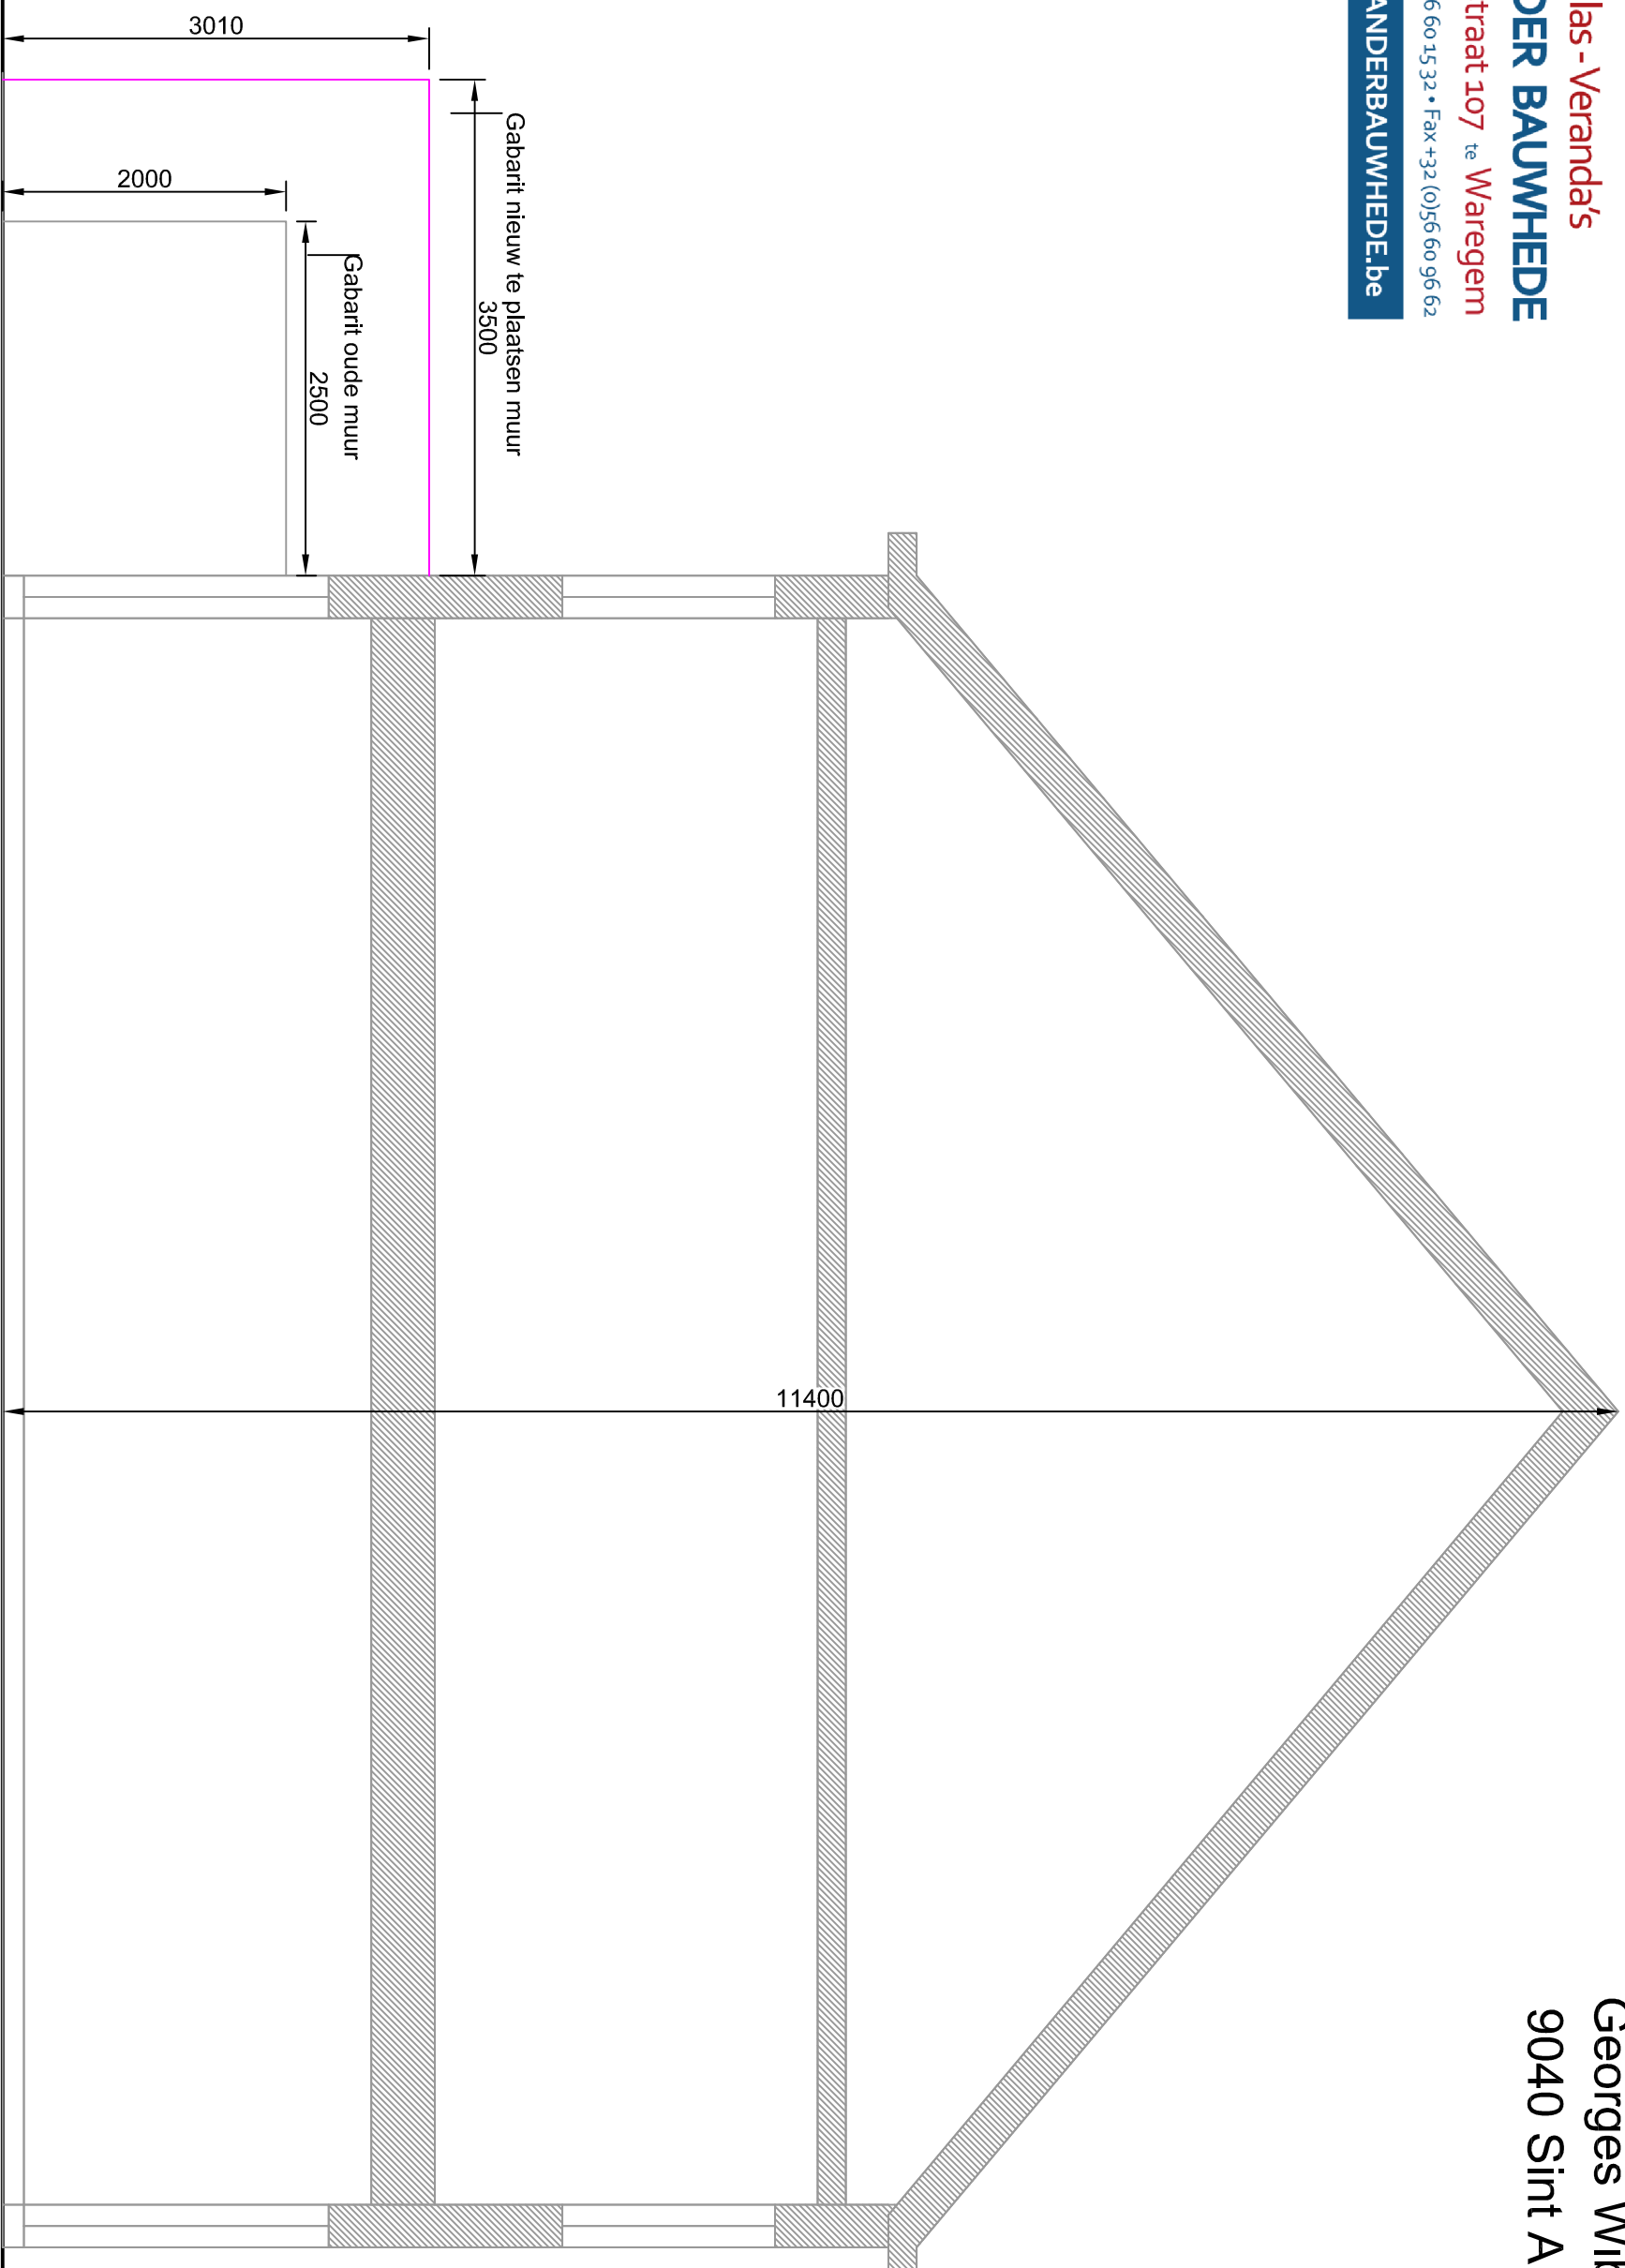 las - Veranda's
DER BAUWHEDE
traat 107 te Waregem
6 60 15 32 • Fax +32 (0)56 60 96 62
ANDERBAUWHEDE.be
Georges
9040 Sint A
3010
Gabarit nieuw te plaatsen muur
3500
2000
Gabarit oude muur
2500
11400